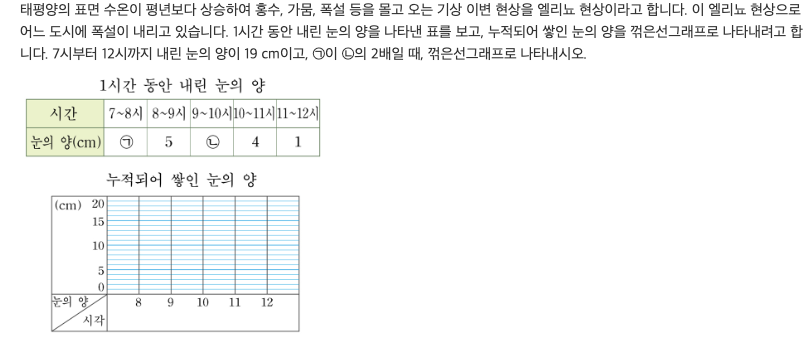 태평양의 표면 수온이 평년보다 상승하여 홍수, 가뭄, 폭설 등을 몰고 오는 기상 이변 현상을 엘리뇨 현상이라고 합니다. 이 엘리뇨 현상으로
어느 도시에 폭설이 내리고 있습니다. 1시간 동안 내린 눈의 양을 나타낸 표를 보고, 누적되어 쌓인 눈의 양을 꺾은선그래프로 나타내려고 합
니다. 7시부터 12시까지 내린 눈의 양이 19 cm이고, ㉠이 ㉡의 2배일 때, 꺾은선그래프로 나타내시오.
1시간 동안 내린 눈의 양
시간 7~8시 8~9시 9~10시 10~11시 11~12시
눈의 양(cm) ㉠ 5 ㉡ 4 1
누적되어 쌓인 눈의 양
(cm) 20
15
10
5
0
눈의 양 8 9 10 11 12
시각